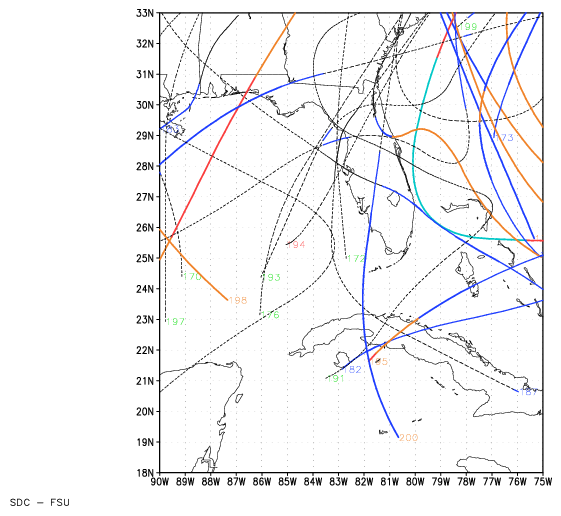 33N
199
32N
31N
30N
29N
173
28N
27N
26N
194
25N
172
170
193
24N
198
23N
197
176
22N
182
21N
191
187
20N
19N
200
18N
90W 89W 88W 87W 86W 85W 84W 83W 82W 81W 80W 79W 78W 77W 76W 75W
SDC – FSU